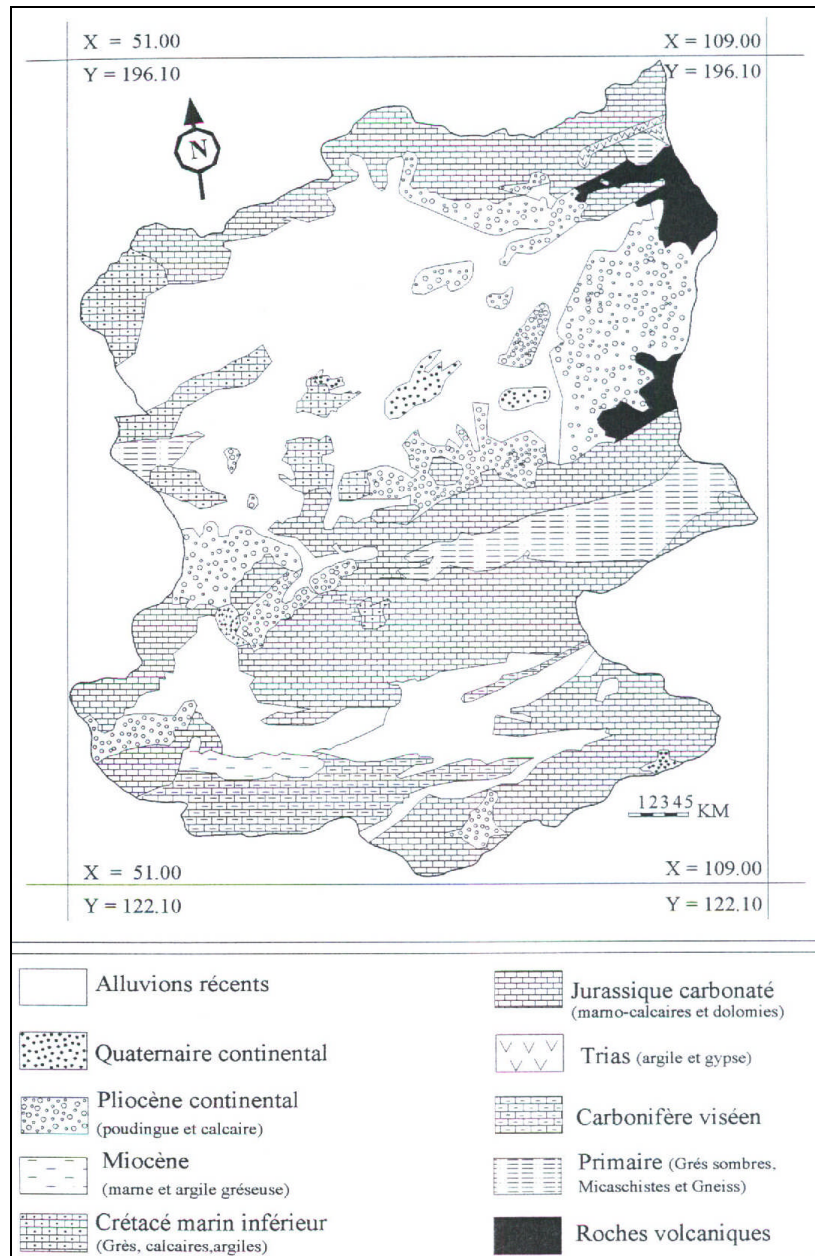 X = 51.00
X = 109.00
Y = 196.10
Y = 196.10
N
12345 KM
X = 51.00
X = 109.00
Y = 122.10
Y = 122.10
Alluvions récents
Quaternaire continental
Pliocène continental
(poudingue et calcaire)
Miocène
(marne et argile gréseuse)
Crétacé marin inférieur
(Grès, calcaires,argiles)
Jurassique carbonaté
(marno-calcaires et dolomies)
Trias (argile et gypse)
Carbonifère viséen
Primaire (Grés sombres,
Micaschistes et Gneiss)
Roches volcaniques